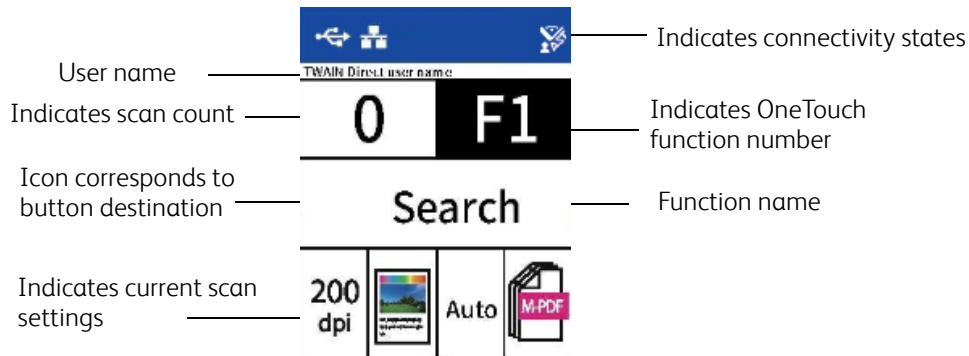 Indicates connectivity states
User name
TWAIN Direct user name
Indicates scan count
0
F1
Indicates OneTouch
function number
Icon corresponds to
button destination
Search
Function name
Indicates current scan
settings
200
dpi
Auto
M-PDF